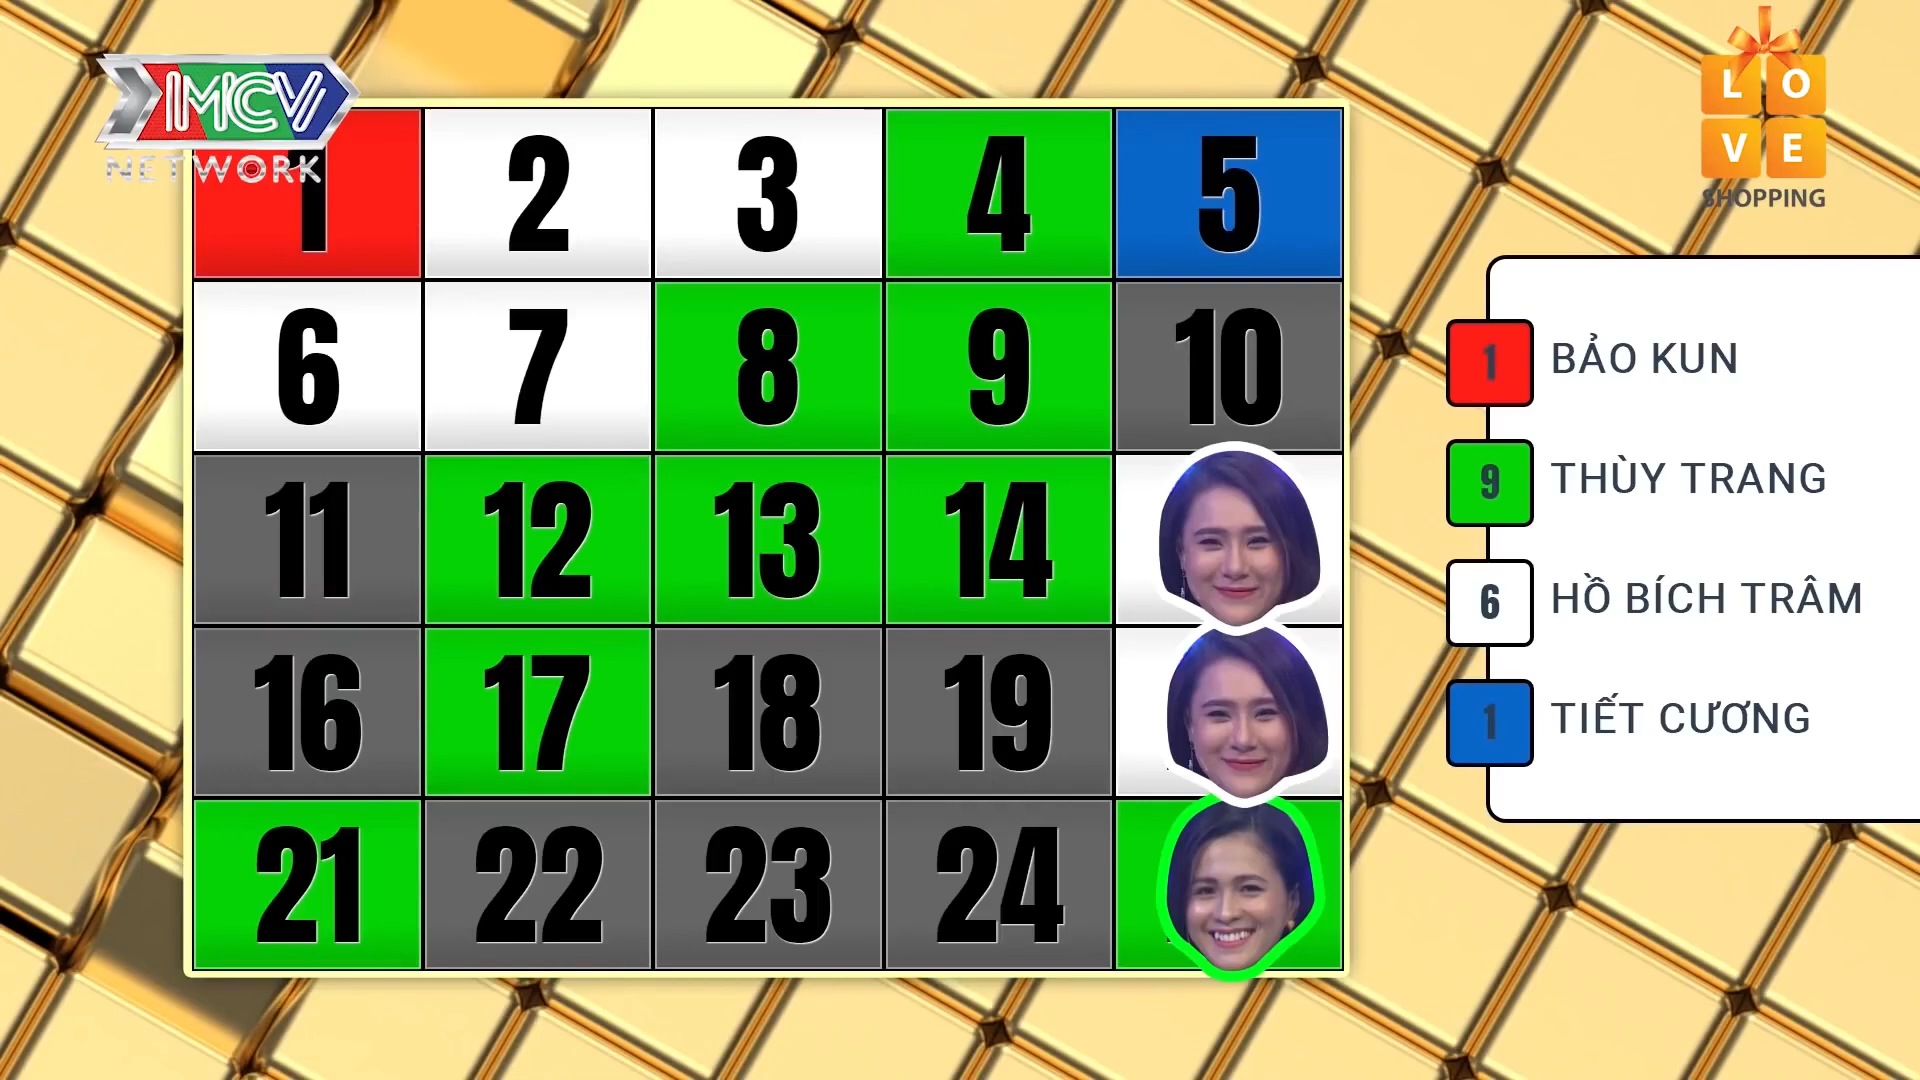 MCV
NETWORK
L O
V E
SHOPPING
1 2 3 4 5
6 7 8 9 10
11 12 13 14
16 17 18 19
21 22 23 24
1 BẢO KUN
9 THÙY TRANG
6 HỒ BÍCH TRÂM
1 TIẾT CƯƠNG